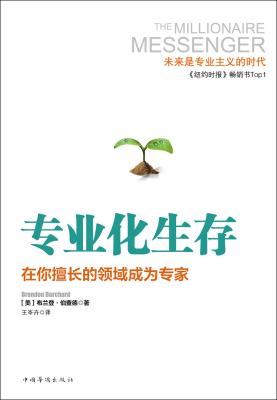 THE MILLIONAIRE
MESSENGER
未来是专业主义的时代
《纽约时报》畅销书Top1
专业化生存
在你擅长的领域成为专家
Brendon Burchard
[美] 布兰登·伯查德◎著
王岑卉◎译
中国华侨出版社